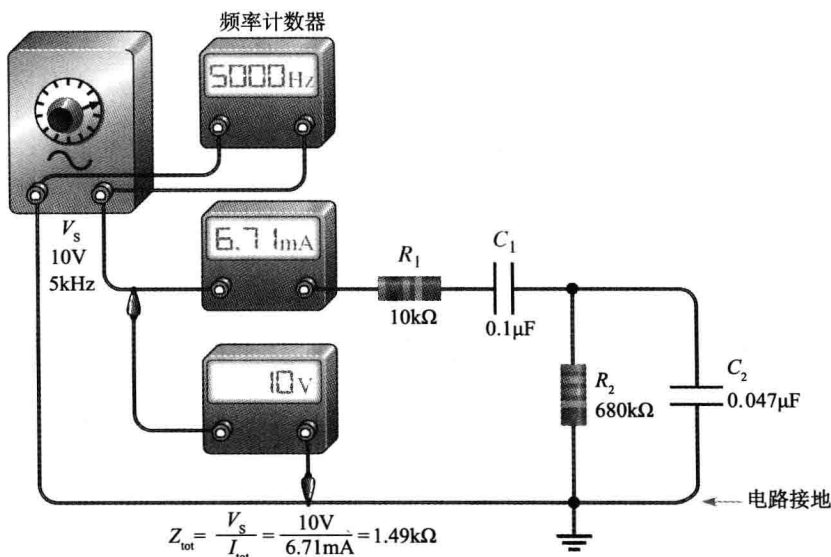 频率计数器
5000Hz
V_S
10V
5kHz
6.71mA
R_1
10kΩ
C_1
0.1μF
10V
R_2
680kΩ
C_2
0.047μF
电路接地
Z_tot = V_S / I_tot = 10V / 6.71mA = 1.49kΩ